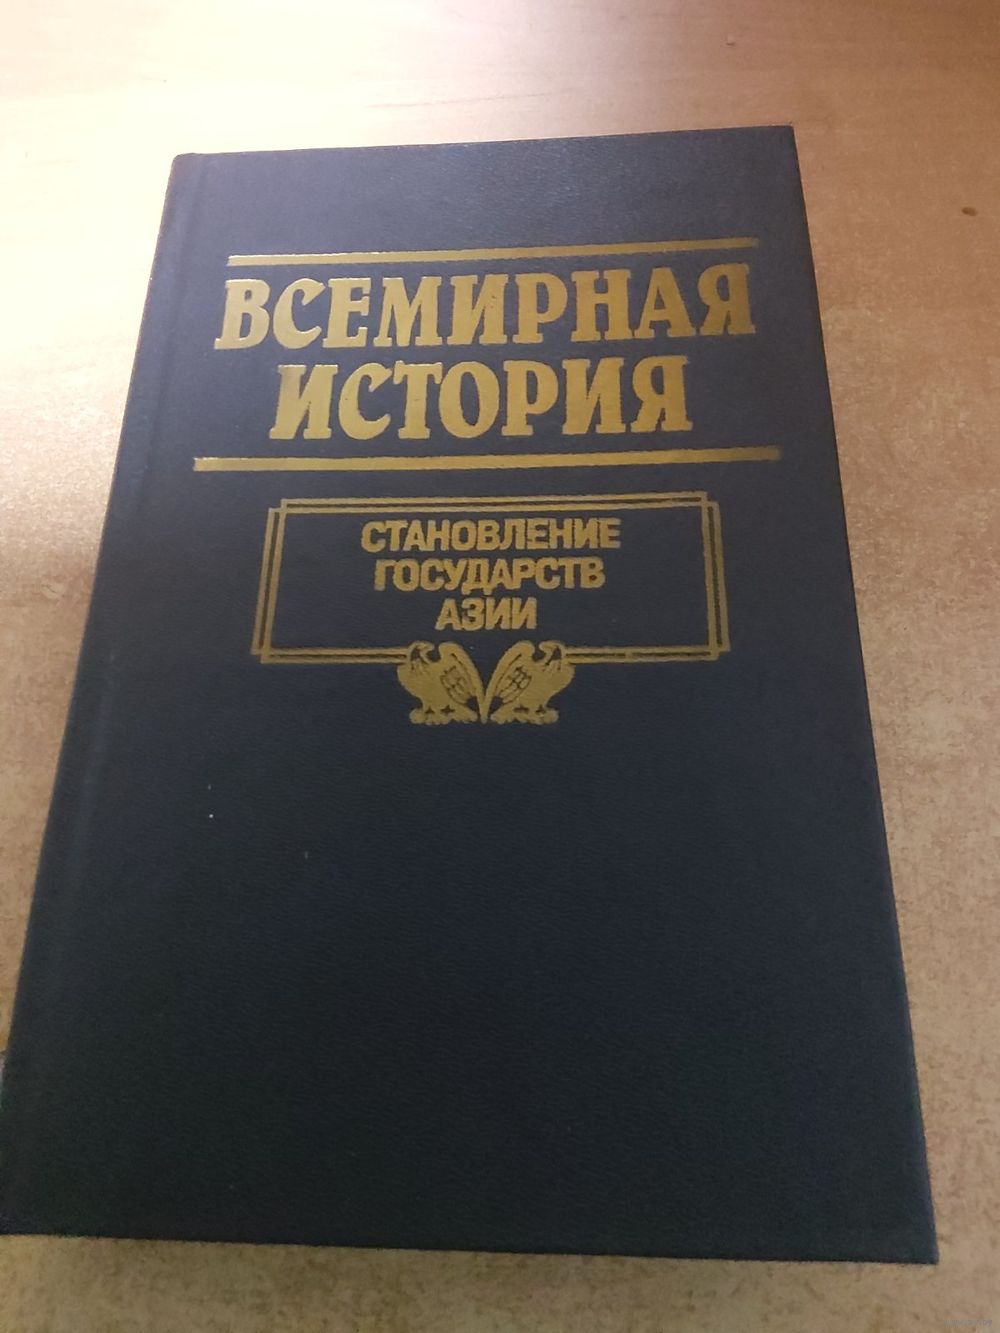 ВСЕМИРНАЯ
ИСТОРИЯ
СТАНОВЛЕНИЕ
ГОСУДАРСТВ
АЗИИ